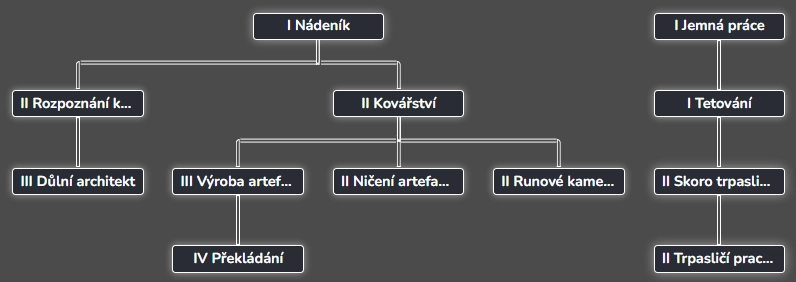 I Nádeník
I Jemná práce
II Rozpoznání k...
II Kovářství
I Tetování
III Důlní architekt
III Výroba artef...
II Ničení artefa...
II Runové kame...
II Skoro trpasli...
IV Překládání
II Trpasličí prac...